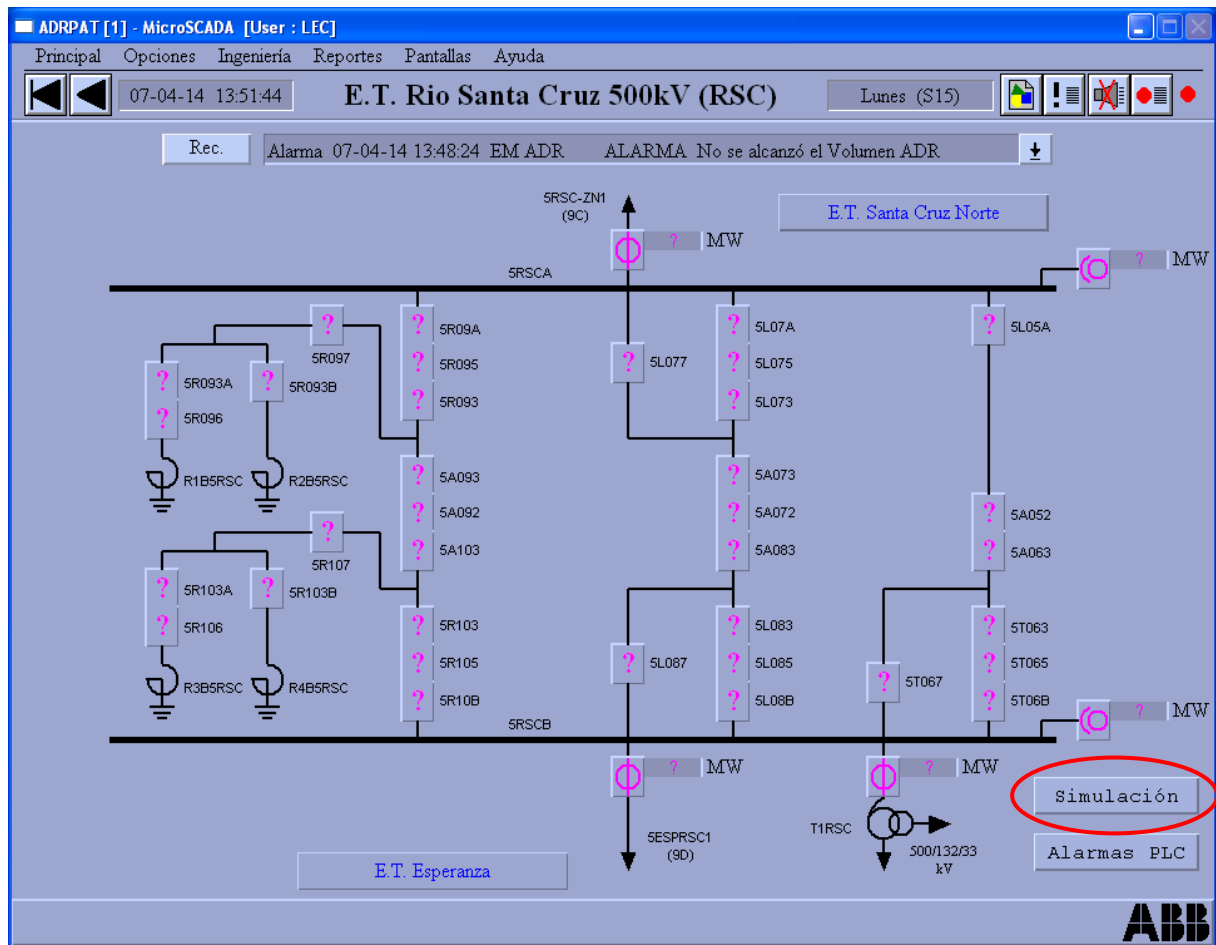 ADRPAT [1] - MicroSCADA [User : LEC]
Principal Opciones Ingeniería Reportes Pantallas Ayuda
07-04-14 13:51:44 E.T. Rio Santa Cruz 500kV (RSC) Lunes (S15)
Rec. Alarma 07-04-14 13:48:24 EM ADR ALARMA No se alcanzó el Volumen ADR
5RSC-ZN1
(9C)
E.T. Santa Cruz Norte
? MW
? MW
5RSCA
? ? 5R09A ? 5L07A ? 5L05A
5R097
? 5R093A ? 5R093B ? 5R095 ? 5L077 ? 5L075
? 5R096 ? 5R093 ? 5L073
R1B5RSC R2B5RSC ? 5A093 ? 5A073
? 5A092 ? 5A072 ? 5A052
? ? 5A103 ? 5A083 ? 5A063
5R107
? 5R103A ? 5R103B
? 5R106 ? 5R103 ? 5L083 ? 5T063
? 5R105 ? 5L087 ? 5L085 ? 5T067 ? 5T065
R3B5RSC R4B5RSC ? 5R10B ? 5L08B ? 5T06B
? MW
5RSCB
? MW ? MW
Simulación
T1RSC
5ESPRSC1
(9D)
500/132/33
kV
Alarmas PLC
E.T. Esperanza
ABB